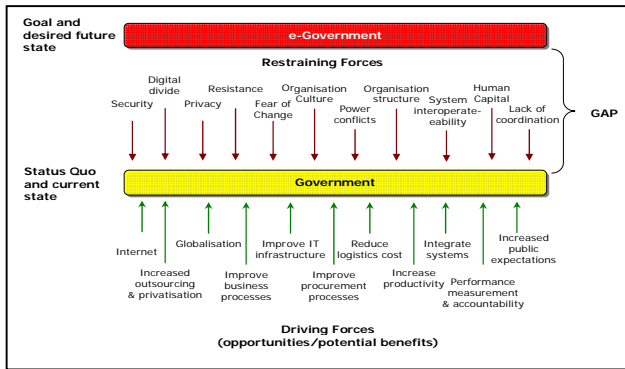 Goal and
desired future
state
e-Government
Restraining Forces
Security
Digital
divide
Privacy
Resistance
Fear of
Change
Organisation
Culture
Power
conflicts
Organisation
structure
System
interoperate-
eability
Human
Capital
Lack of
coordination
GAP
Status Quo
and current
state
Government
Internet
Increased
outsourcing
& privatisation
Globalisation
Improve
business
processes
Improve IT
infrastructure
Improve
procurement
processes
Reduce
logistics cost
Increase
productivity
Integrate
systems
Performance
measurement
& accountability
Increased
public
expectations
Driving Forces
(opportunities/potential benefits)